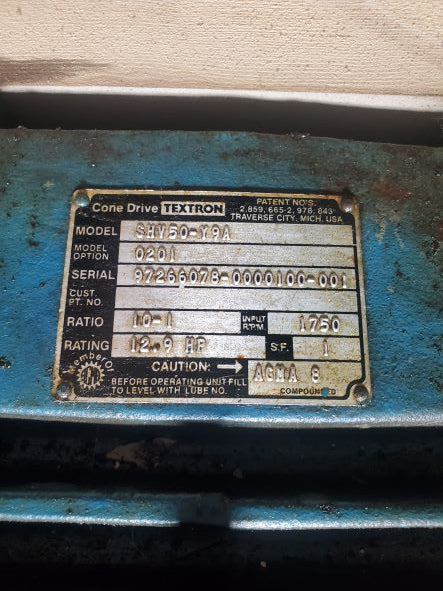 Cone Drive TEXTRON
PATENT NO'S.
2,859, 665-2, 978, 843
TRAVERSE CITY, MICH. USA
MODEL SHV50-Y9A
MODEL OPTION 0201
SERIAL 97266078-0000100-001
CUST. PT. NO.
RATIO 10-1 INPUT R.P.M. 1750
RATING 12.9 HP S.F. 1
Member Of
CAUTION: → AGMA 8
BEFORE OPERATING UNIT FILL
TO LEVEL WITH LUBE NO. COMPOUNDED